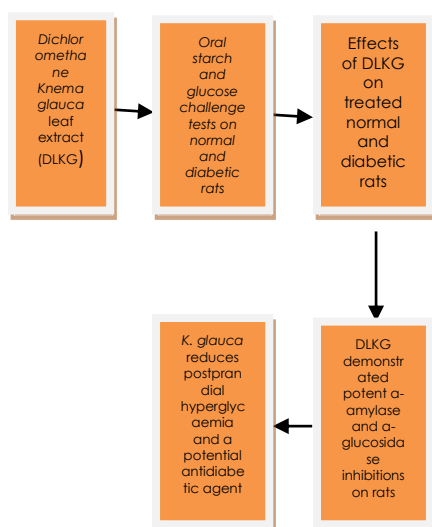 Dichlor
ometha
ne
Knema
glauca
leaf
extract
(DLKG)
Oral
starch
and
glucose
challenge
tests on
normal
and
diabetic
rats
Effects
of DLKG
on
treated
normal
and
diabetic
rats
DLKG
demonstr
ated
potent a-
amylase
and a-
glucosida
se
inhibitions
on rats
K. glauca
reduces
postpran
dial
hyperglyc
aemia
and a
potential
antidiabe
tic agent